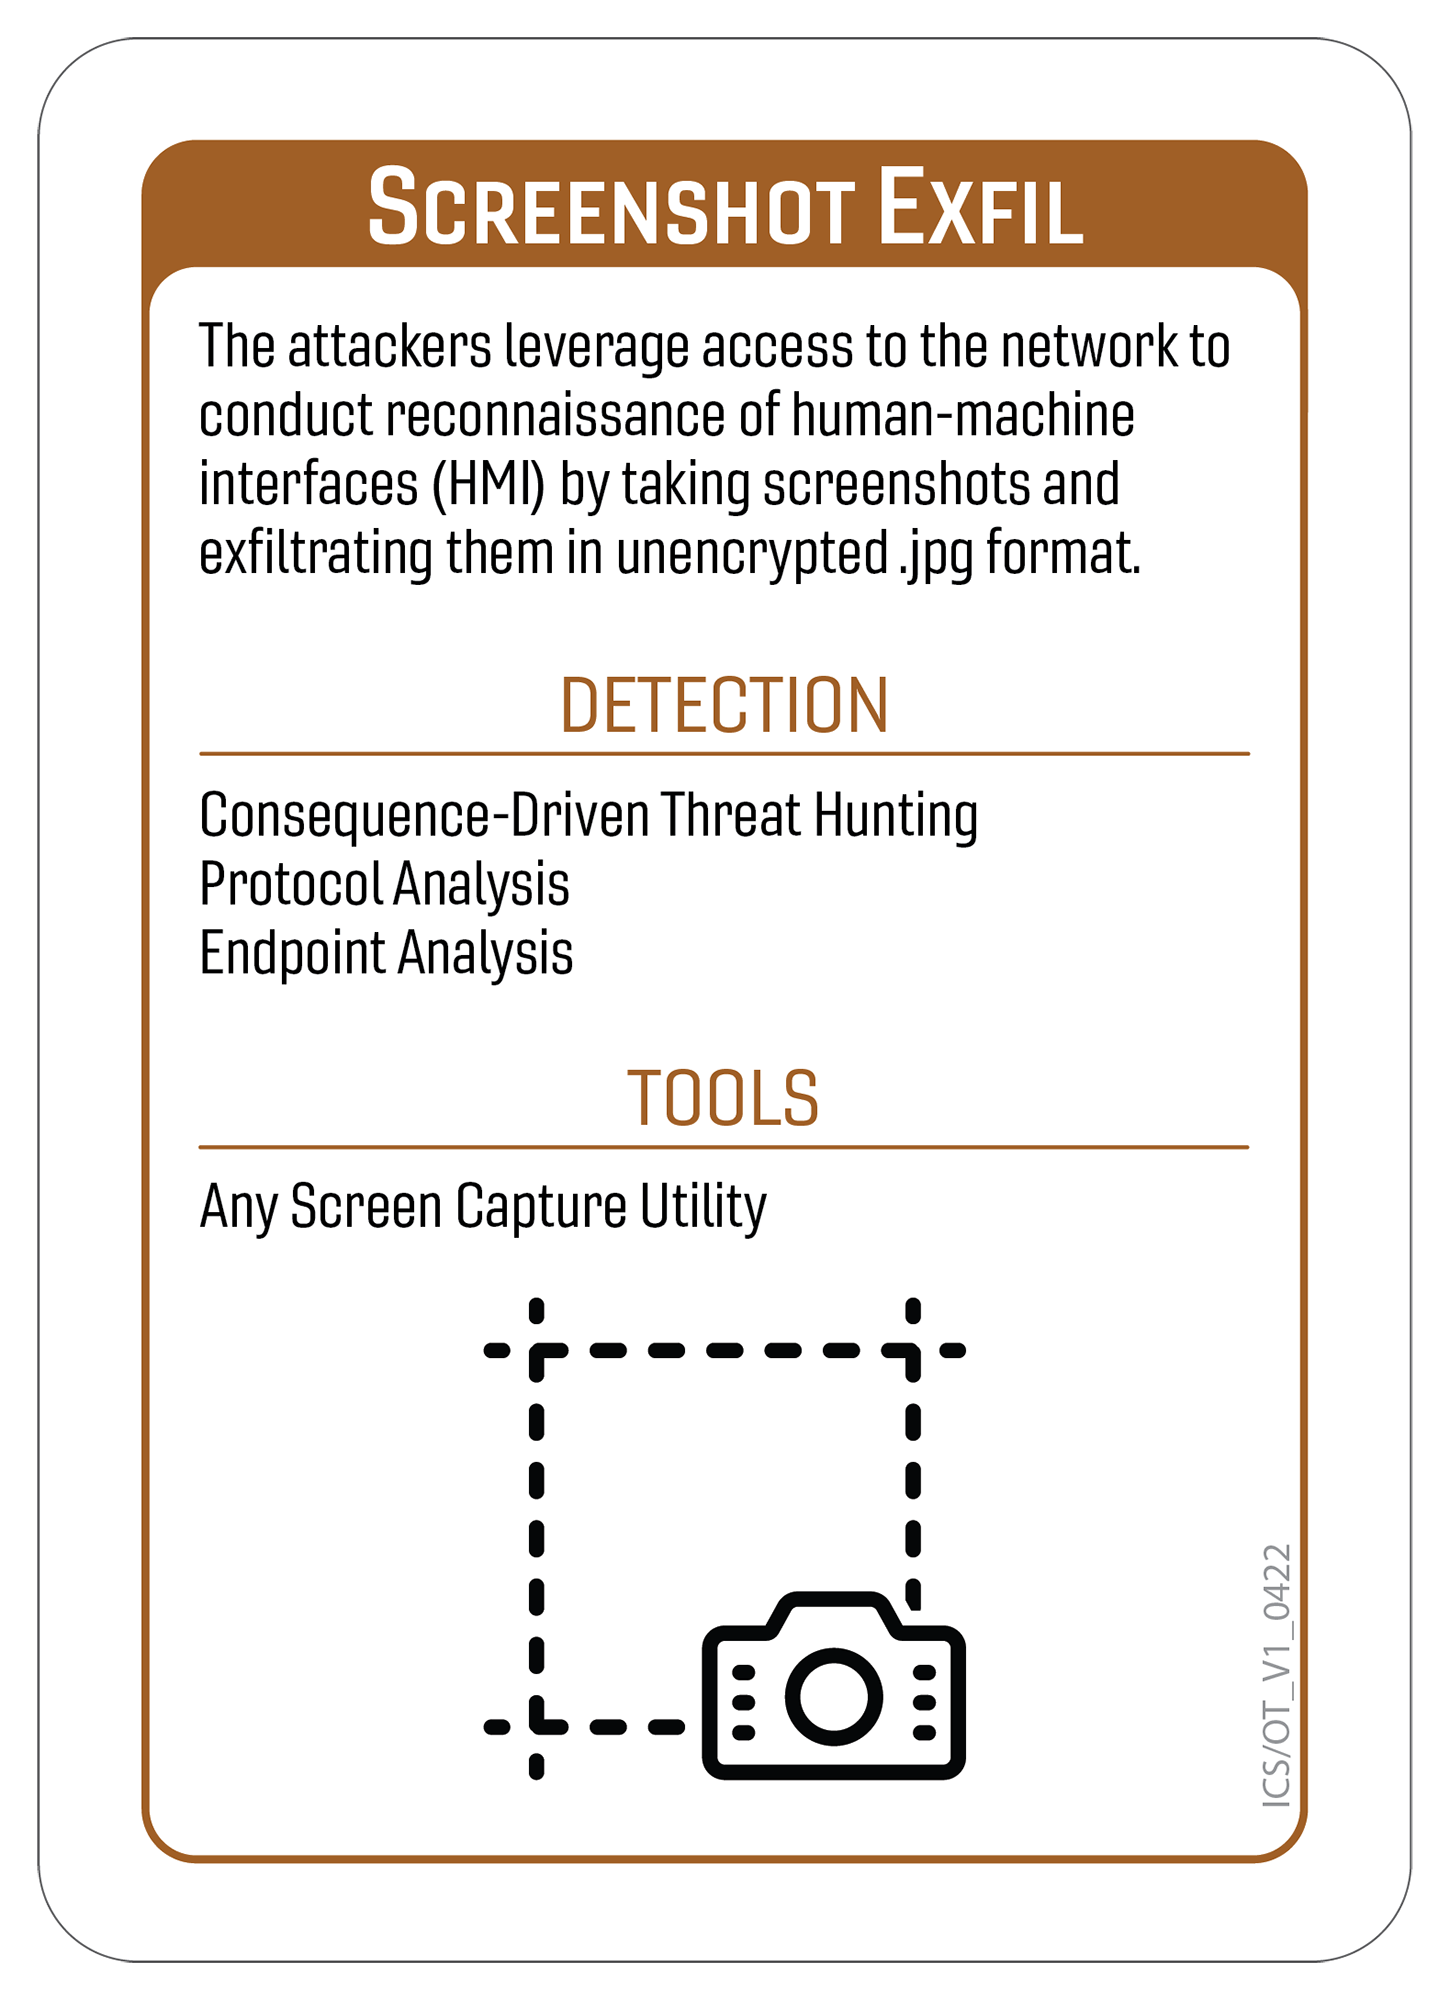 SCREENSHOT EXFIL
The attackers leverage access to the network to
conduct reconnaissance of human-machine
interfaces (HMI) by taking screenshots and
exfiltrating them in unencrypted .jpg format.
DETECTION
Consequence-Driven Threat Hunting
Protocol Analysis
Endpoint Analysis
TOOLS
Any Screen Capture Utility
ICS/OT_V1_0422